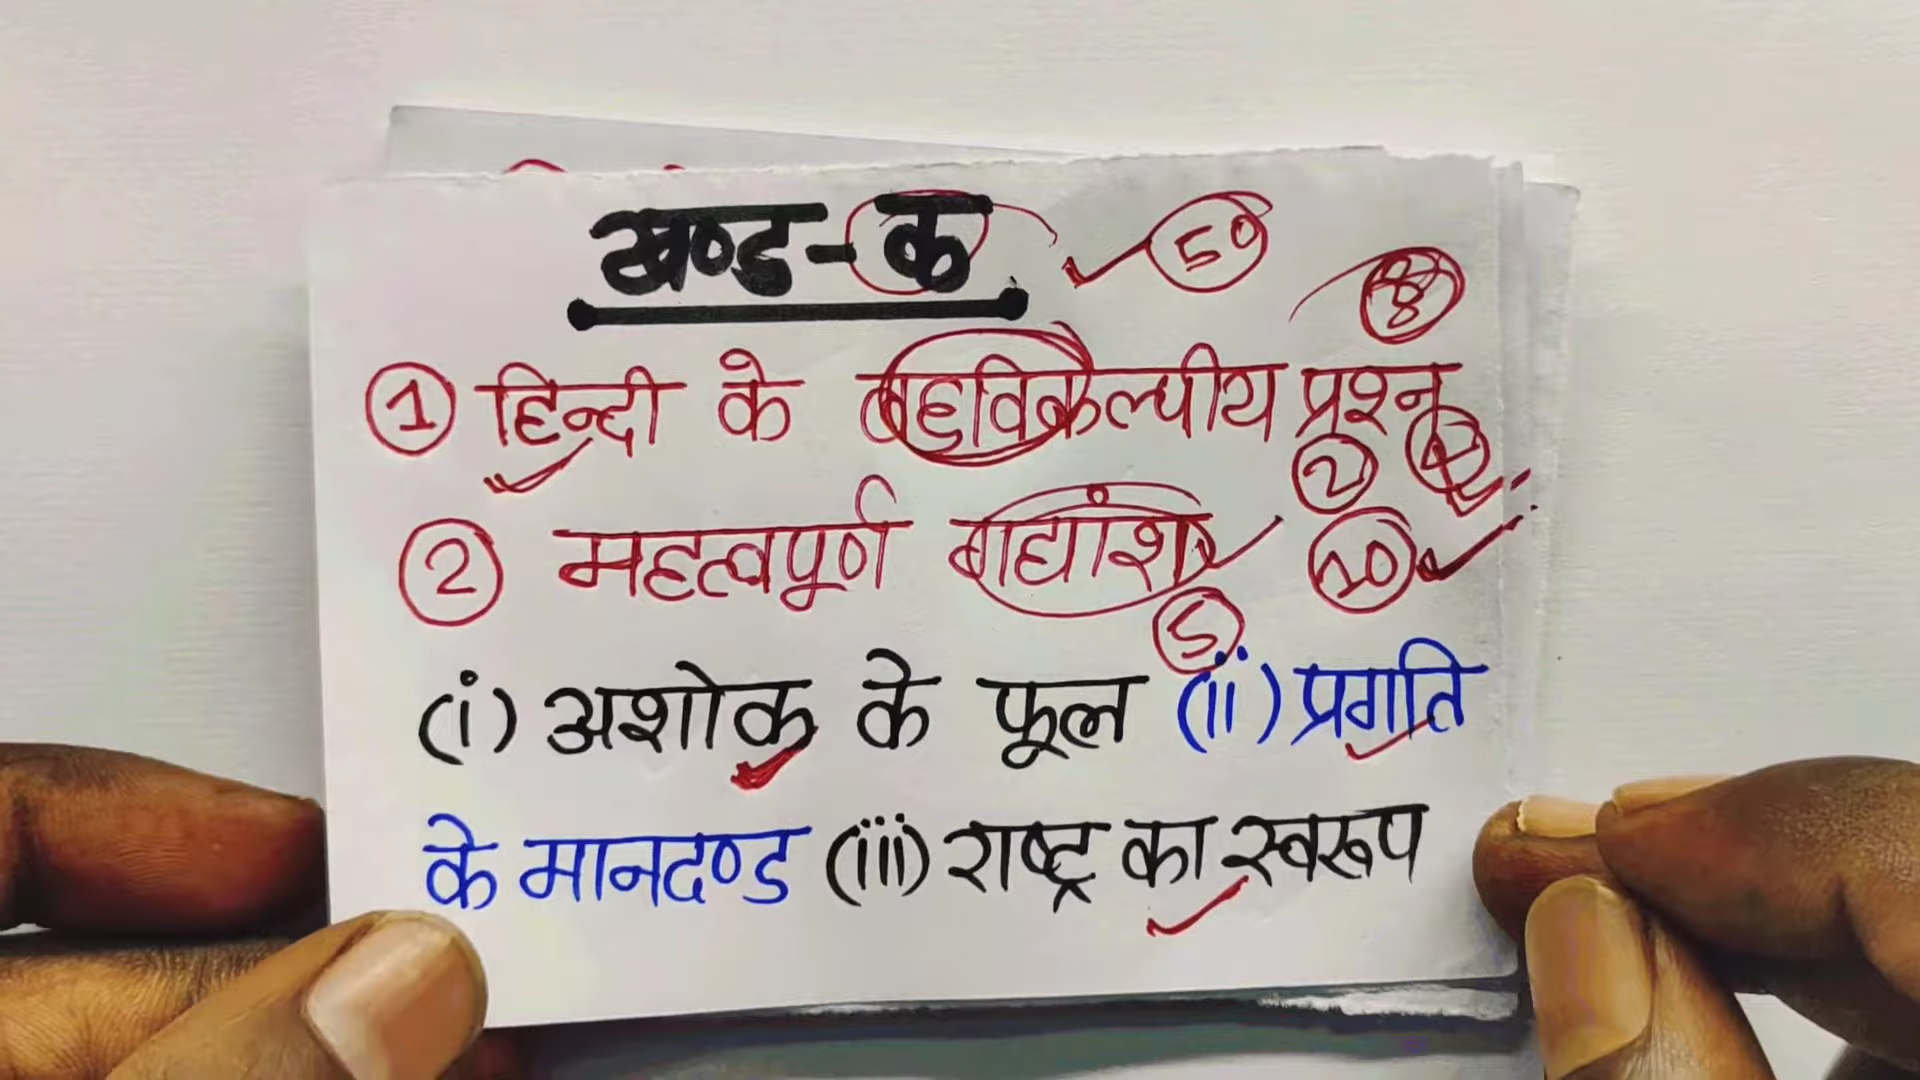 खण्ड-क 50
8
① हिन्दी के बहुविकल्पीय प्रश्न
2
② महत्वपूर्ण गद्यांश 10
5
(i) अशोक के फूल (ii) प्रगति
के मानदण्ड (iii) राष्ट्र का स्वरूप